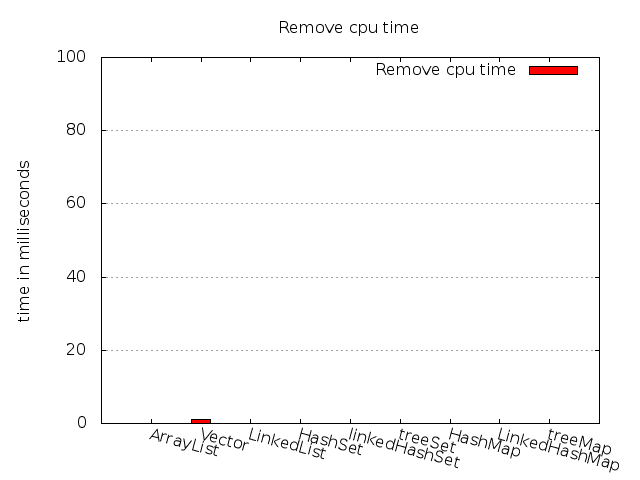 Remove cpu time
100
Remove cpu time
80
60
40
20
0
time in milliseconds
ArrayList
Vector
LinkedList
HashSet
linkedHashSet
treeSet
HashMap
LinkedHashMap
treeMap